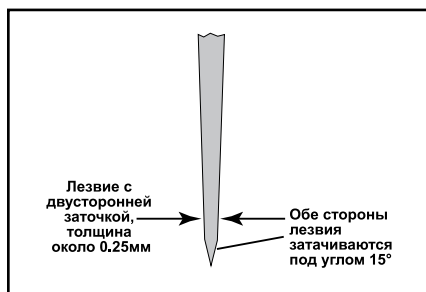 Лезвие с
двусторонней
заточкой,
толщина
около 0.25мм
Обе стороны
лезвия
затачиваются
под углом 15°